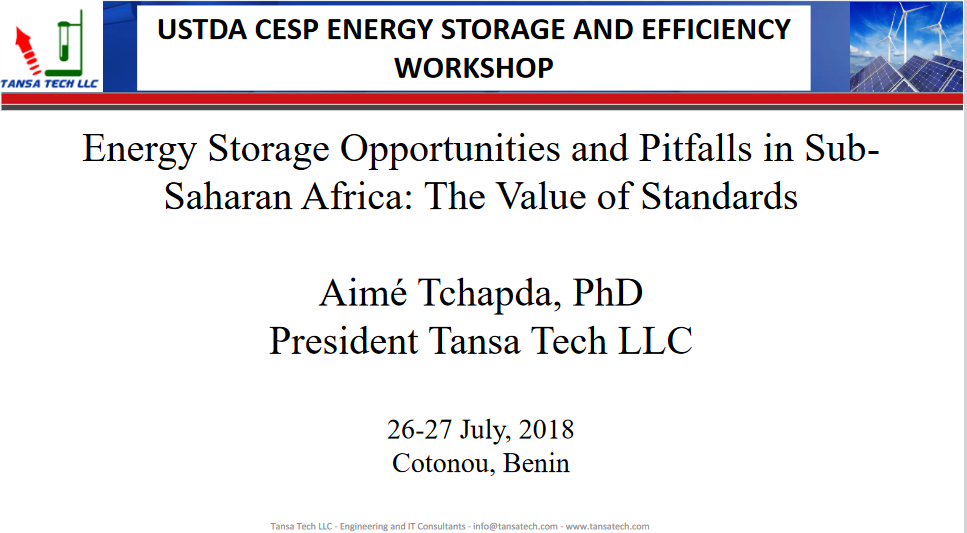 USTDA CESP ENERGY STORAGE AND EFFICIENCY
WORKSHOP
TANSA TECH LLC
Energy Storage Opportunities and Pitfalls in Sub-
Saharan Africa: The Value of Standards
Aimé Tchapda, PhD
President Tansa Tech LLC
26-27 July, 2018
Cotonou, Benin
Tansa Tech LLC - Engineering and IT Consultants - info@tansatech.com - www.tansatech.com